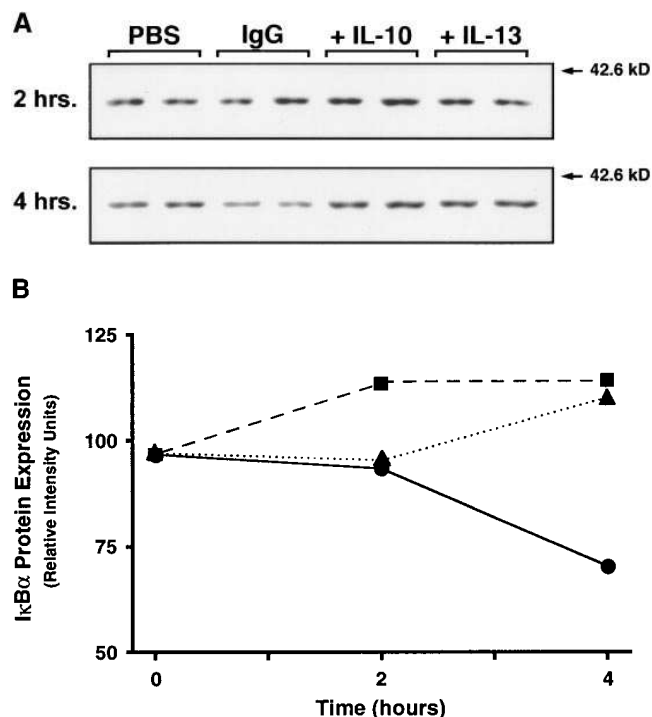 A
PBS IgG + IL-10 + IL-13
2 hrs.
42.6 kD
4 hrs.
42.6 kD
B
IκBα Protein Expression
(Relative Intensity Units)
125
100
75
50
0 2 4
Time (hours)